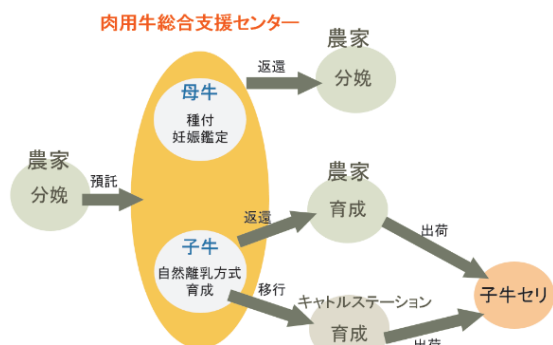 肉用牛総合支援センター
農家
分娩
返還
母牛
種付
妊娠鑑定
農家
分娩
預託
農家
育成
返還
出荷
子牛
自然離乳方式
育成
移行
キャトルステーション
育成
出荷
子牛セリ